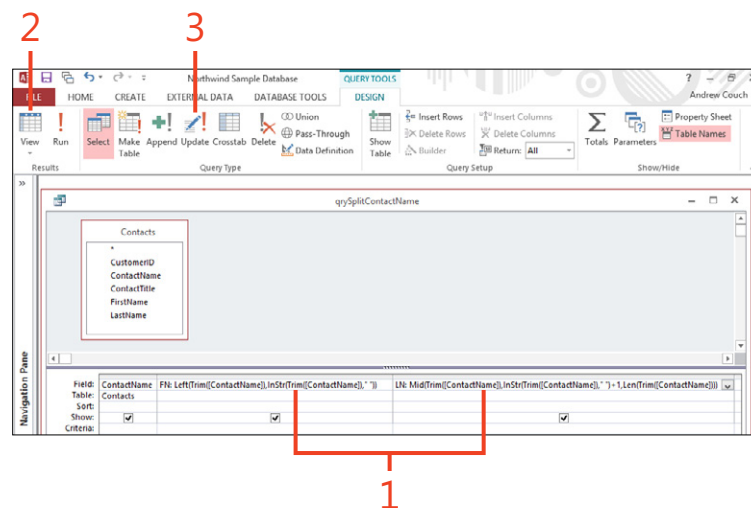 2 3
Northwind Sample Database QUERY TOOLS ?
FILE HOME CREATE EXTERNAL DATA DATABASE TOOLS DESIGN Andrew Couch
View Run Select Make Table Append Update Crosstab Delete
Union
Pass-Through
Data Definition
Show Table
Insert Rows
Delete Rows
Builder
Insert Columns
Delete Columns
Return: All
Totals Parameters
Property Sheet
Table Names
Results Query Type Query Setup Show/Hide
»
qrySplitContactName
Contacts
*
CustomerID
ContactName
ContactTitle
FirstName
LastName
Navigation Pane
Field: ContactName FN: Left(Trim([ContactName]),InStr(Trim([ContactName])," ")) LN: Mid(Trim([ContactName]),InStr(Trim([ContactName])," ")+1,Len(Trim([ContactName])))
Table: Contacts
Sort:
Show:
Criteria:
1